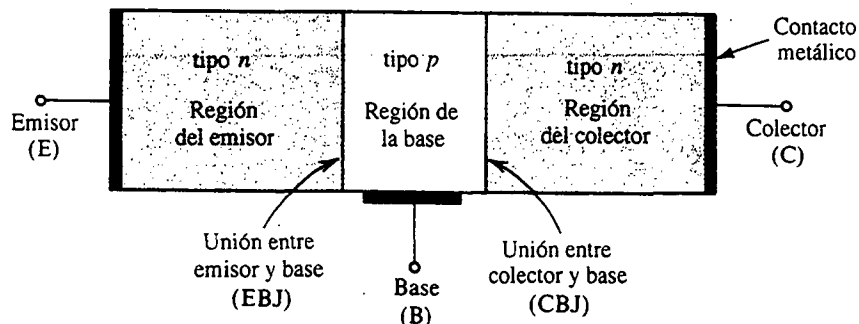 tipo n
Región
del emisor
tipo p
Región de
la base
tipo n
Región
del colector
Contacto
metálico
Emisor
(E)
Colector
(C)
Unión entre
emisor y base
(EBJ)
Base
(B)
Unión entre
colector y base
(CBJ)